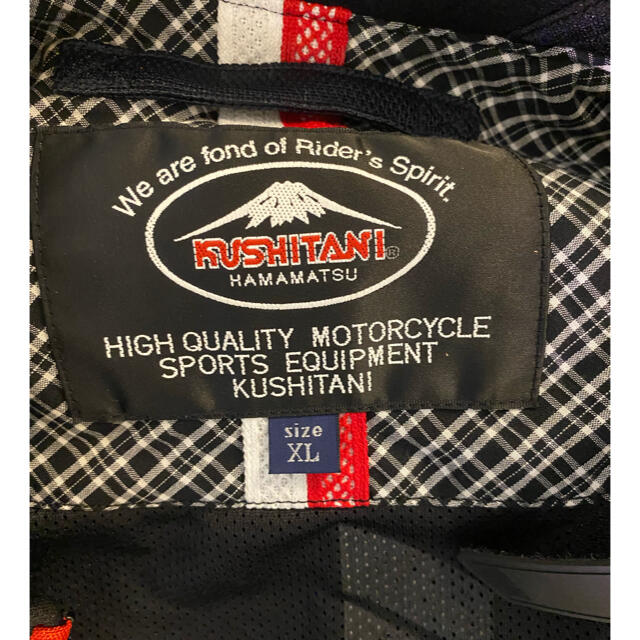 We are fond of Rider's Spirit.
KUSHITANI®
HAMAMATSU
HIGH QUALITY MOTORCYCLE
SPORTS EQUIPMENT
KUSHITANI
size
XL